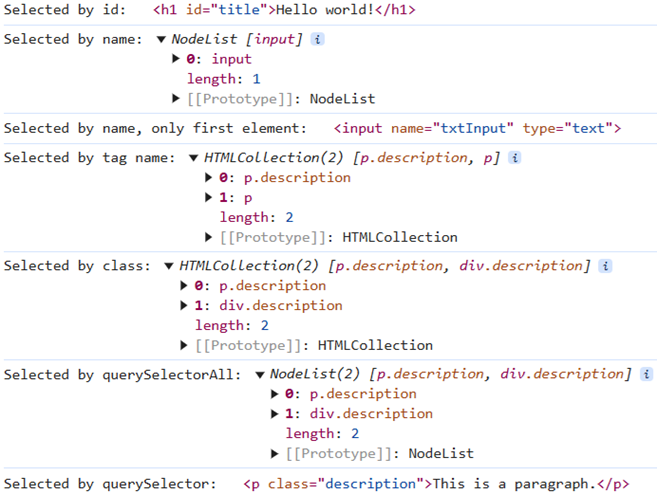 Selected by id: <h1 id="title">Hello world!</h1>
Selected by name: ▼ NodeList [input] i
▶ 0: input
length: 1
▶ [[Prototype]]: NodeList
Selected by name, only first element: <input name="txtInput" type="text">
Selected by tag name: ▼ HTMLCollection(2) [p.description, p] i
▶ 0: p.description
▶ 1: p
length: 2
▶ [[Prototype]]: HTMLCollection
Selected by class: ▼ HTMLCollection(2) [p.description, div.description] i
▶ 0: p.description
▶ 1: div.description
length: 2
▶ [[Prototype]]: HTMLCollection
Selected by querySelectorAll: ▼ NodeList(2) [p.description, div.description] i
▶ 0: p.description
▶ 1: div.description
length: 2
▶ [[Prototype]]: NodeList
Selected by querySelector: <p class="description">This is a paragraph.</p>